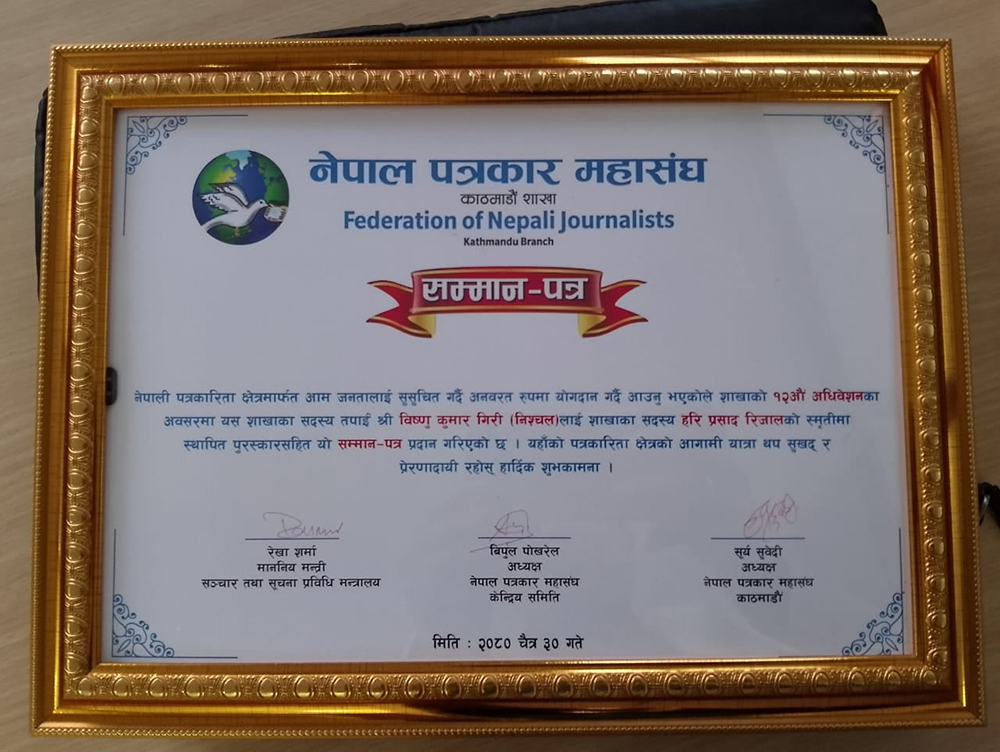 नेपाल पत्रकार महासंघ
काठमाडौं शाखा
Federation of Nepali Journalists
Kathmandu Branch
सम्मान-पत्र
नेपाली पत्रकारिता क्षेत्रमार्फत आम जनतालाई सुसुचित गर्दै अनवरत रुपमा योगदान गर्दै आउनु भएकोले शाखाको १२औं अधिवेशनका
अवसरमा यस शाखाका सदस्य तपाई श्री विष्णु कुमार गिरी (निश्चल)लाई शाखाका सदस्य हरि प्रसाद रिजालको स्मृतीमा
स्थापित पुरस्कारसहित यो सम्मान-पत्र प्रदान गरिएको छ । यहाँको पत्रकारिता क्षेत्रको आगामी यात्रा थप सुखद् र
प्रेरणादायी रहोस् हार्दिक शुभकामना ।
रेखा शर्मा
माननिय मन्त्री
सञ्चार तथा सूचना प्रविधि मन्त्रालय
बिपुल पोखरेल
अध्यक्ष
नेपाल पत्रकार महासंघ
केन्द्रिय समिति
सूर्य सुवेदी
अध्यक्ष
नेपाल पत्रकार महासंघ
काठमाडौं
मिति : २०८० चैत्र ३० गते